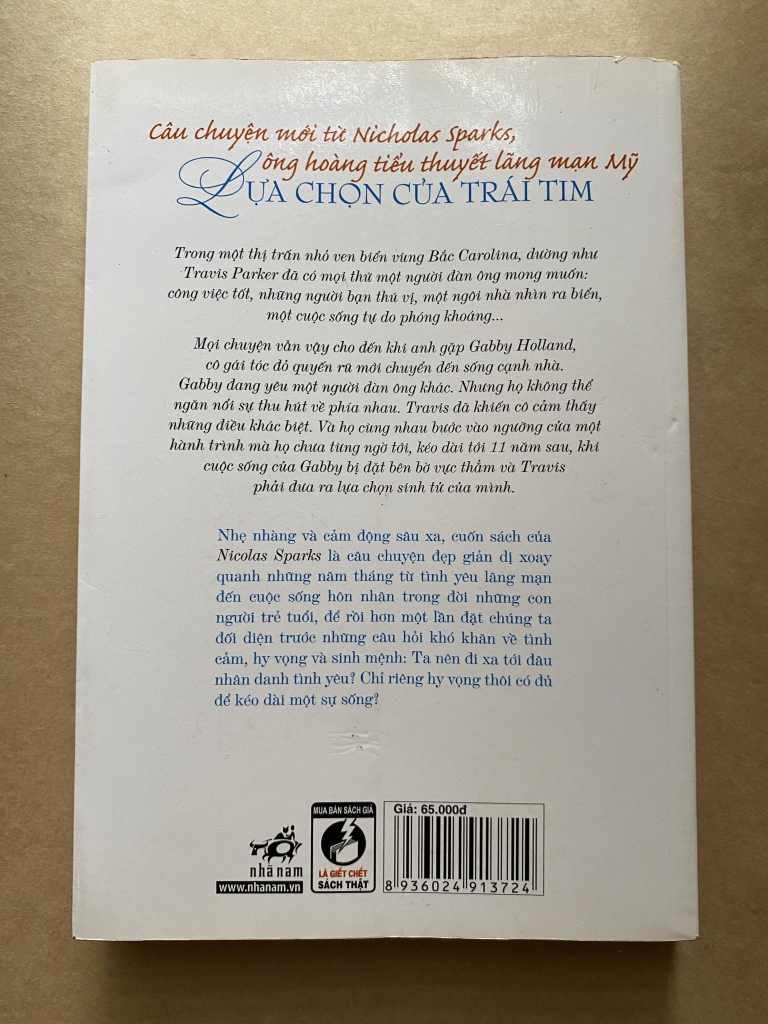 Câu chuyện mới từ Nicholas Sparks,
ông hoàng tiểu thuyết lãng mạn Mỹ
LỰA CHỌN CỦA TRÁI TIM
Trong một thị trấn nhỏ ven biển vùng Bắc Carolina, dường như
Travis Parker đã có mọi thứ một người đàn ông mong muốn:
công việc tốt, những người bạn thú vị, một ngôi nhà nhìn ra biển,
một cuộc sống tự do phóng khoáng...
Mọi chuyện vẫn vậy cho đến khi anh gặp Gabby Holland,
cô gái tóc đỏ quyến rũ mới chuyển đến sống cạnh nhà.
Gabby đang yêu một người đàn ông khác. Nhưng họ không thể
ngăn nổi sự thu hút về phía nhau. Travis đã khiến cô cảm thấy
những điều khác biệt. Và họ cùng nhau bước vào ngưỡng của một
hành trình mà họ chưa từng ngờ tới, kéo dài tới 11 năm sau, khi
cuộc sống của Gabby bị đặt bên bờ vực thẳm và Travis
phải đưa ra lựa chọn sinh tử của mình.
Nhẹ nhàng và cảm động sâu xa, cuốn sách của
Nicolas Sparks là câu chuyện đẹp giản dị xoay
quanh những năm tháng từ tình yêu lãng mạn
đến cuộc sống hôn nhân trong đời những con
người trẻ tuổi, để rồi hơn một lần đặt chúng ta
đối diện trước những câu hỏi khó khăn về tình
cảm, hy vọng và sinh mệnh: Ta nên đi xa tới đâu
nhân danh tình yêu? Chỉ riêng hy vọng thôi có đủ
để kéo dài một sự sống?
nhã nam
www.nhanam.vn
MUA BÁN SÁCH GIẢ
LÀ GIẾT CHẾT
SÁCH THẬT
Giá: 65.000đ
8 936024 913724